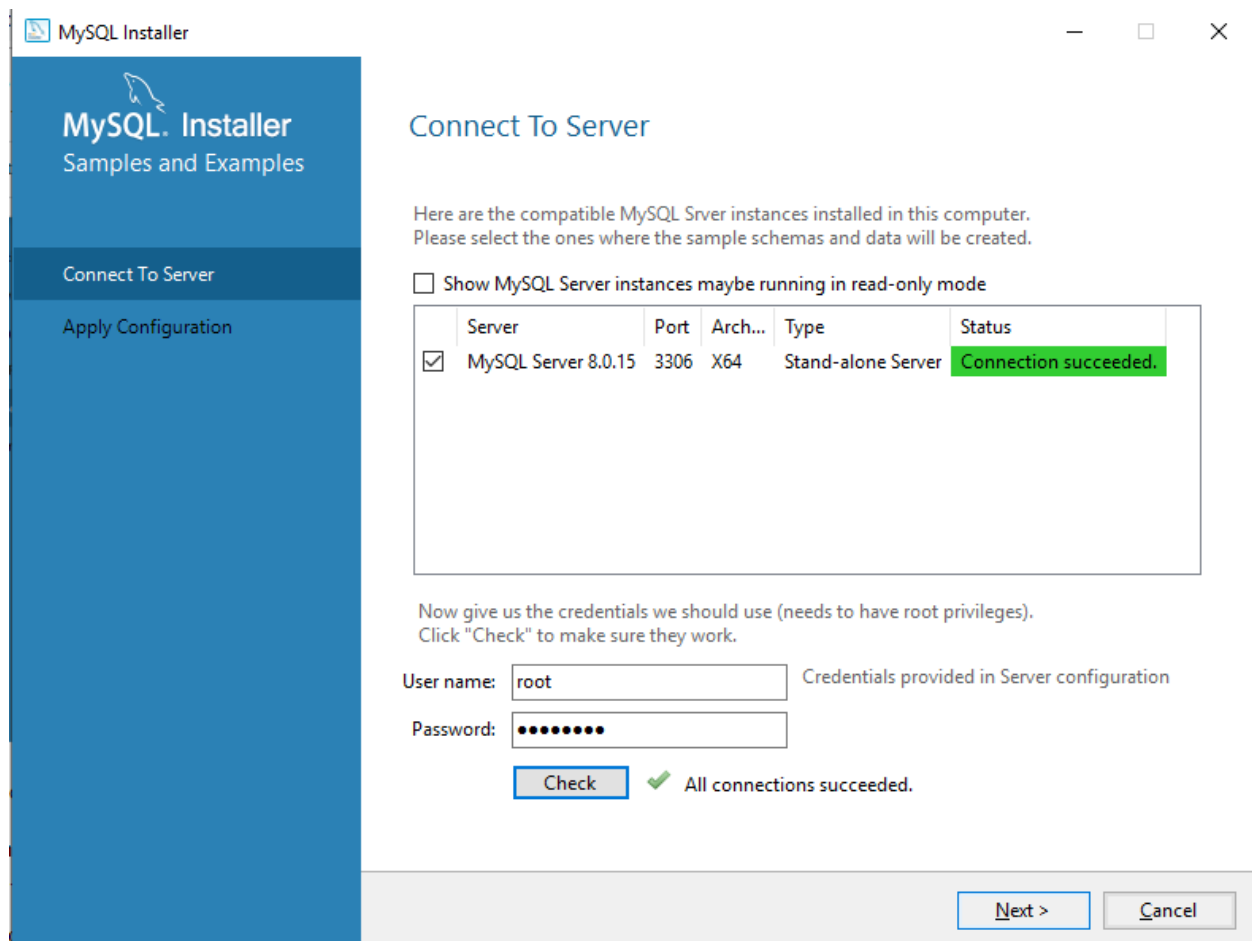 MySQL Installer
MySQL. Installer
Samples and Examples
Connect To Server
Apply Configuration
Connect To Server
Here are the compatible MySQL Srver instances installed in this computer.
Please select the ones where the sample schemas and data will be created.
Show MySQL Server instances maybe running in read-only mode
Server Port Arch... Type Status
MySQL Server 8.0.15 3306 X64 Stand-alone Server Connection succeeded.
Now give us the credentials we should use (needs to have root privileges).
Click "Check" to make sure they work.
User name: root Credentials provided in Server configuration
Password: ●●●●●●●●
Check All connections succeeded.
Next > Cancel